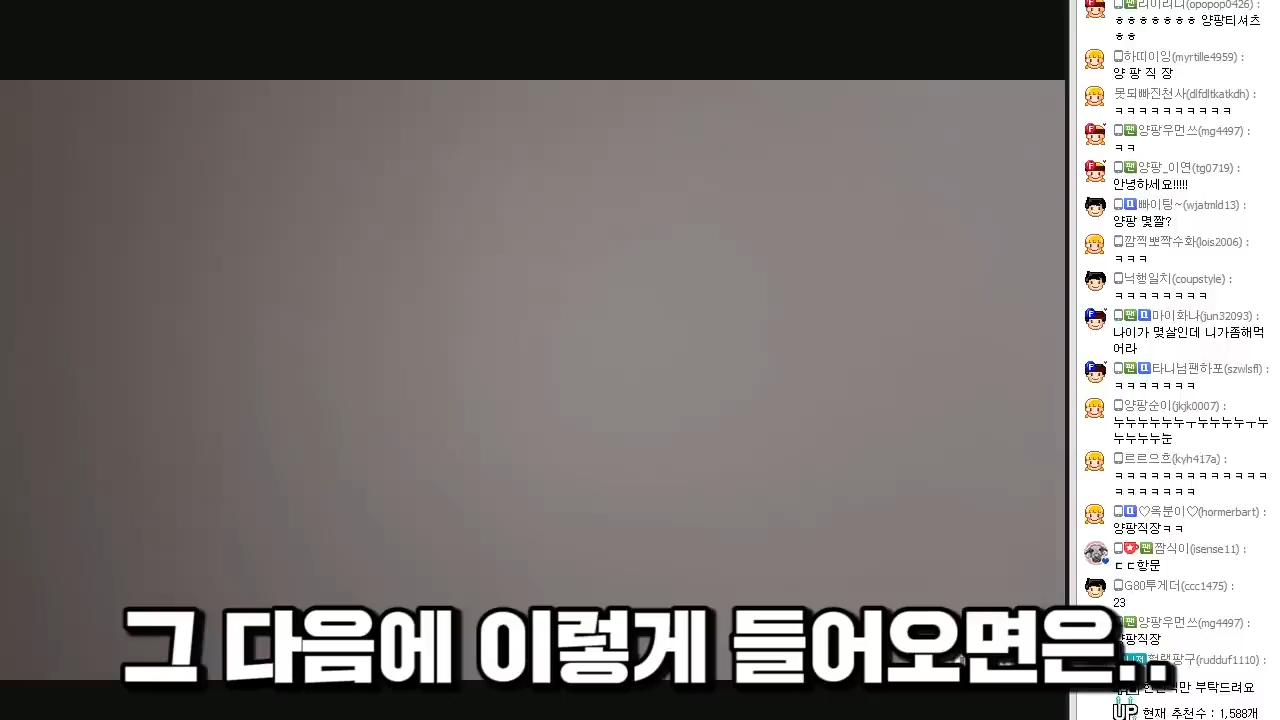 그 다음에 이렇게 들어오면은..
ㅎㅎㅎㅎㅎㅎㅎ 양팡티셔츠
ㅎㅎ
하띠이잉(myrtille4959) :
양 팡 직 장
못되빠진천사(dlfdltkatkdh) :
ㅋㅋㅋㅋㅋㅋㅋㅋㅋㅋ
팬양팡우먼쓰(mg4497) :
ㅋㅋ
팬양팡_이연(tg0719) :
안녕하세요!!!!!
빠이팅~(wjatmld13) :
양팡 몇짤?
깜찍뽀짝수화(lois2006) :
ㅋㅋㅋ
넉행일치(coupstyle) :
ㅋㅋㅋㅋㅋㅋㅋㅋ
팬마이화나(jun32093) :
나이가 몇살인데 니가좀해먹
어라
팬타니님팬하포(szwlsfl) :
ㅋㅋㅋㅋㅋㅋㅋ
양팡순이(jkjk0007) :
누누누누누누ㅜ누누누누ㅜ누
누누누누눈
르르으흐(kyh417a) :
ㅋㅋㅋㅋㅋㅋㅋㅋㅋㅋㅋㅋㅋ
ㅋㅋㅋㅋㅋㅋㅋ
♡옥분이♡(hormerbart) :
양팡직장ㅋㅋ
팬짬식이(isense11) :
ㄷㄷ항문
G80투게더(ccc1475) :
23
팬양팡우먼쓰(mg4497) :
팡직장
(rudduf1110) :
부탁드려요
UP 현재 추천수 : 1,588개